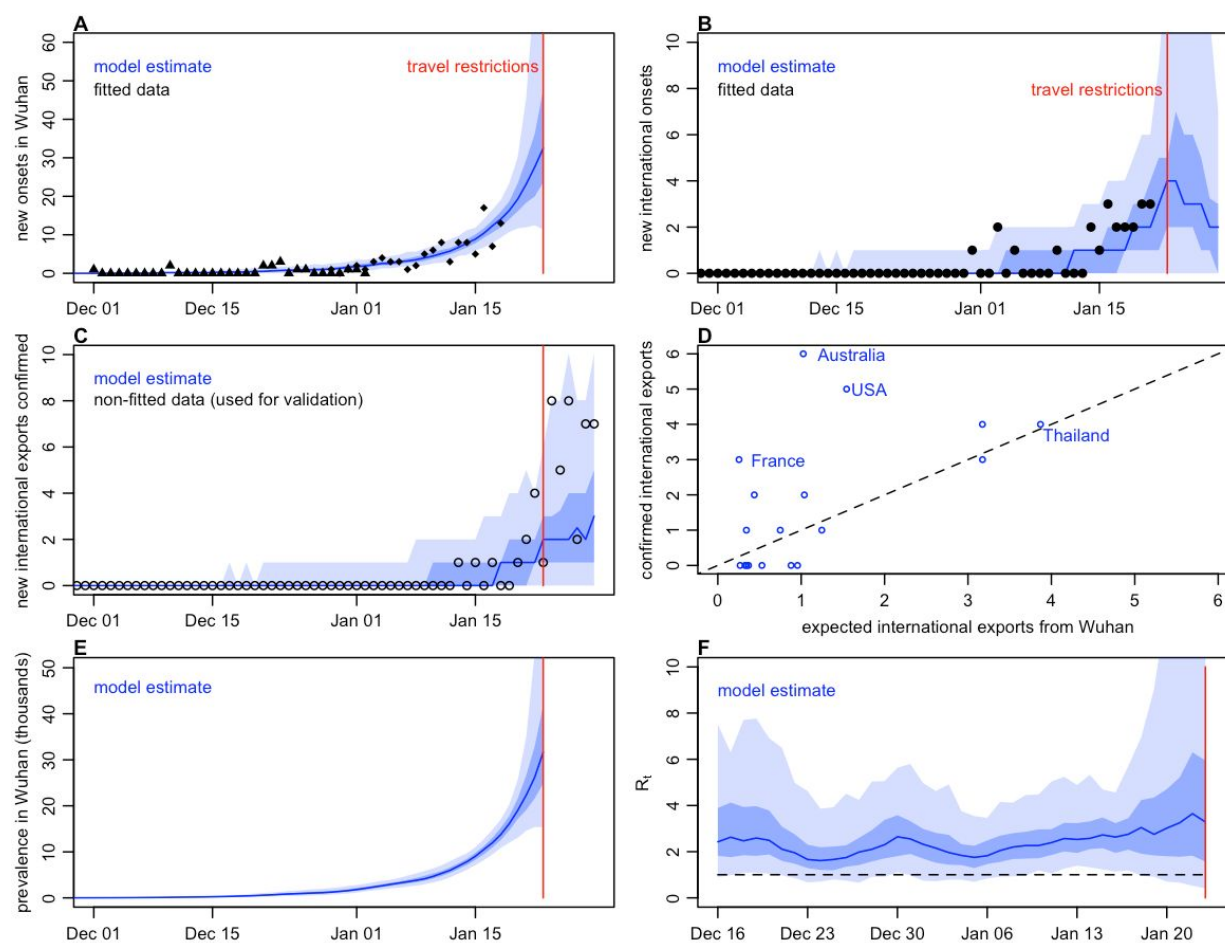 A
new onsets in Wuhan
60
50
40
30
20
10
0
model estimate
fitted data
travel restrictions
Dec 01
Dec 15
Jan 01
Jan 15
B
new international onsets
10
8
6
4
2
0
model estimate
fitted data
travel restrictions
Dec 01
Dec 15
Jan 01
Jan 15
C
new international exports confirmed
10
8
6
4
2
0
model estimate
non-fitted data (used for validation)
Dec 01
Dec 15
Jan 01
Jan 15
D
confirmed international exports
6
5
4
3
2
1
0
Australia
USA
Thailand
France
0
1
2
3
4
5
6
expected international exports from Wuhan
E
prevalence in Wuhan (thousands)
50
40
30
20
10
0
model estimate
Dec 01
Dec 15
Jan 01
Jan 15
F
Rt
10
8
6
4
2
0
model estimate
Dec 16
Dec 23
Dec 30
Jan 06
Jan 13
Jan 20